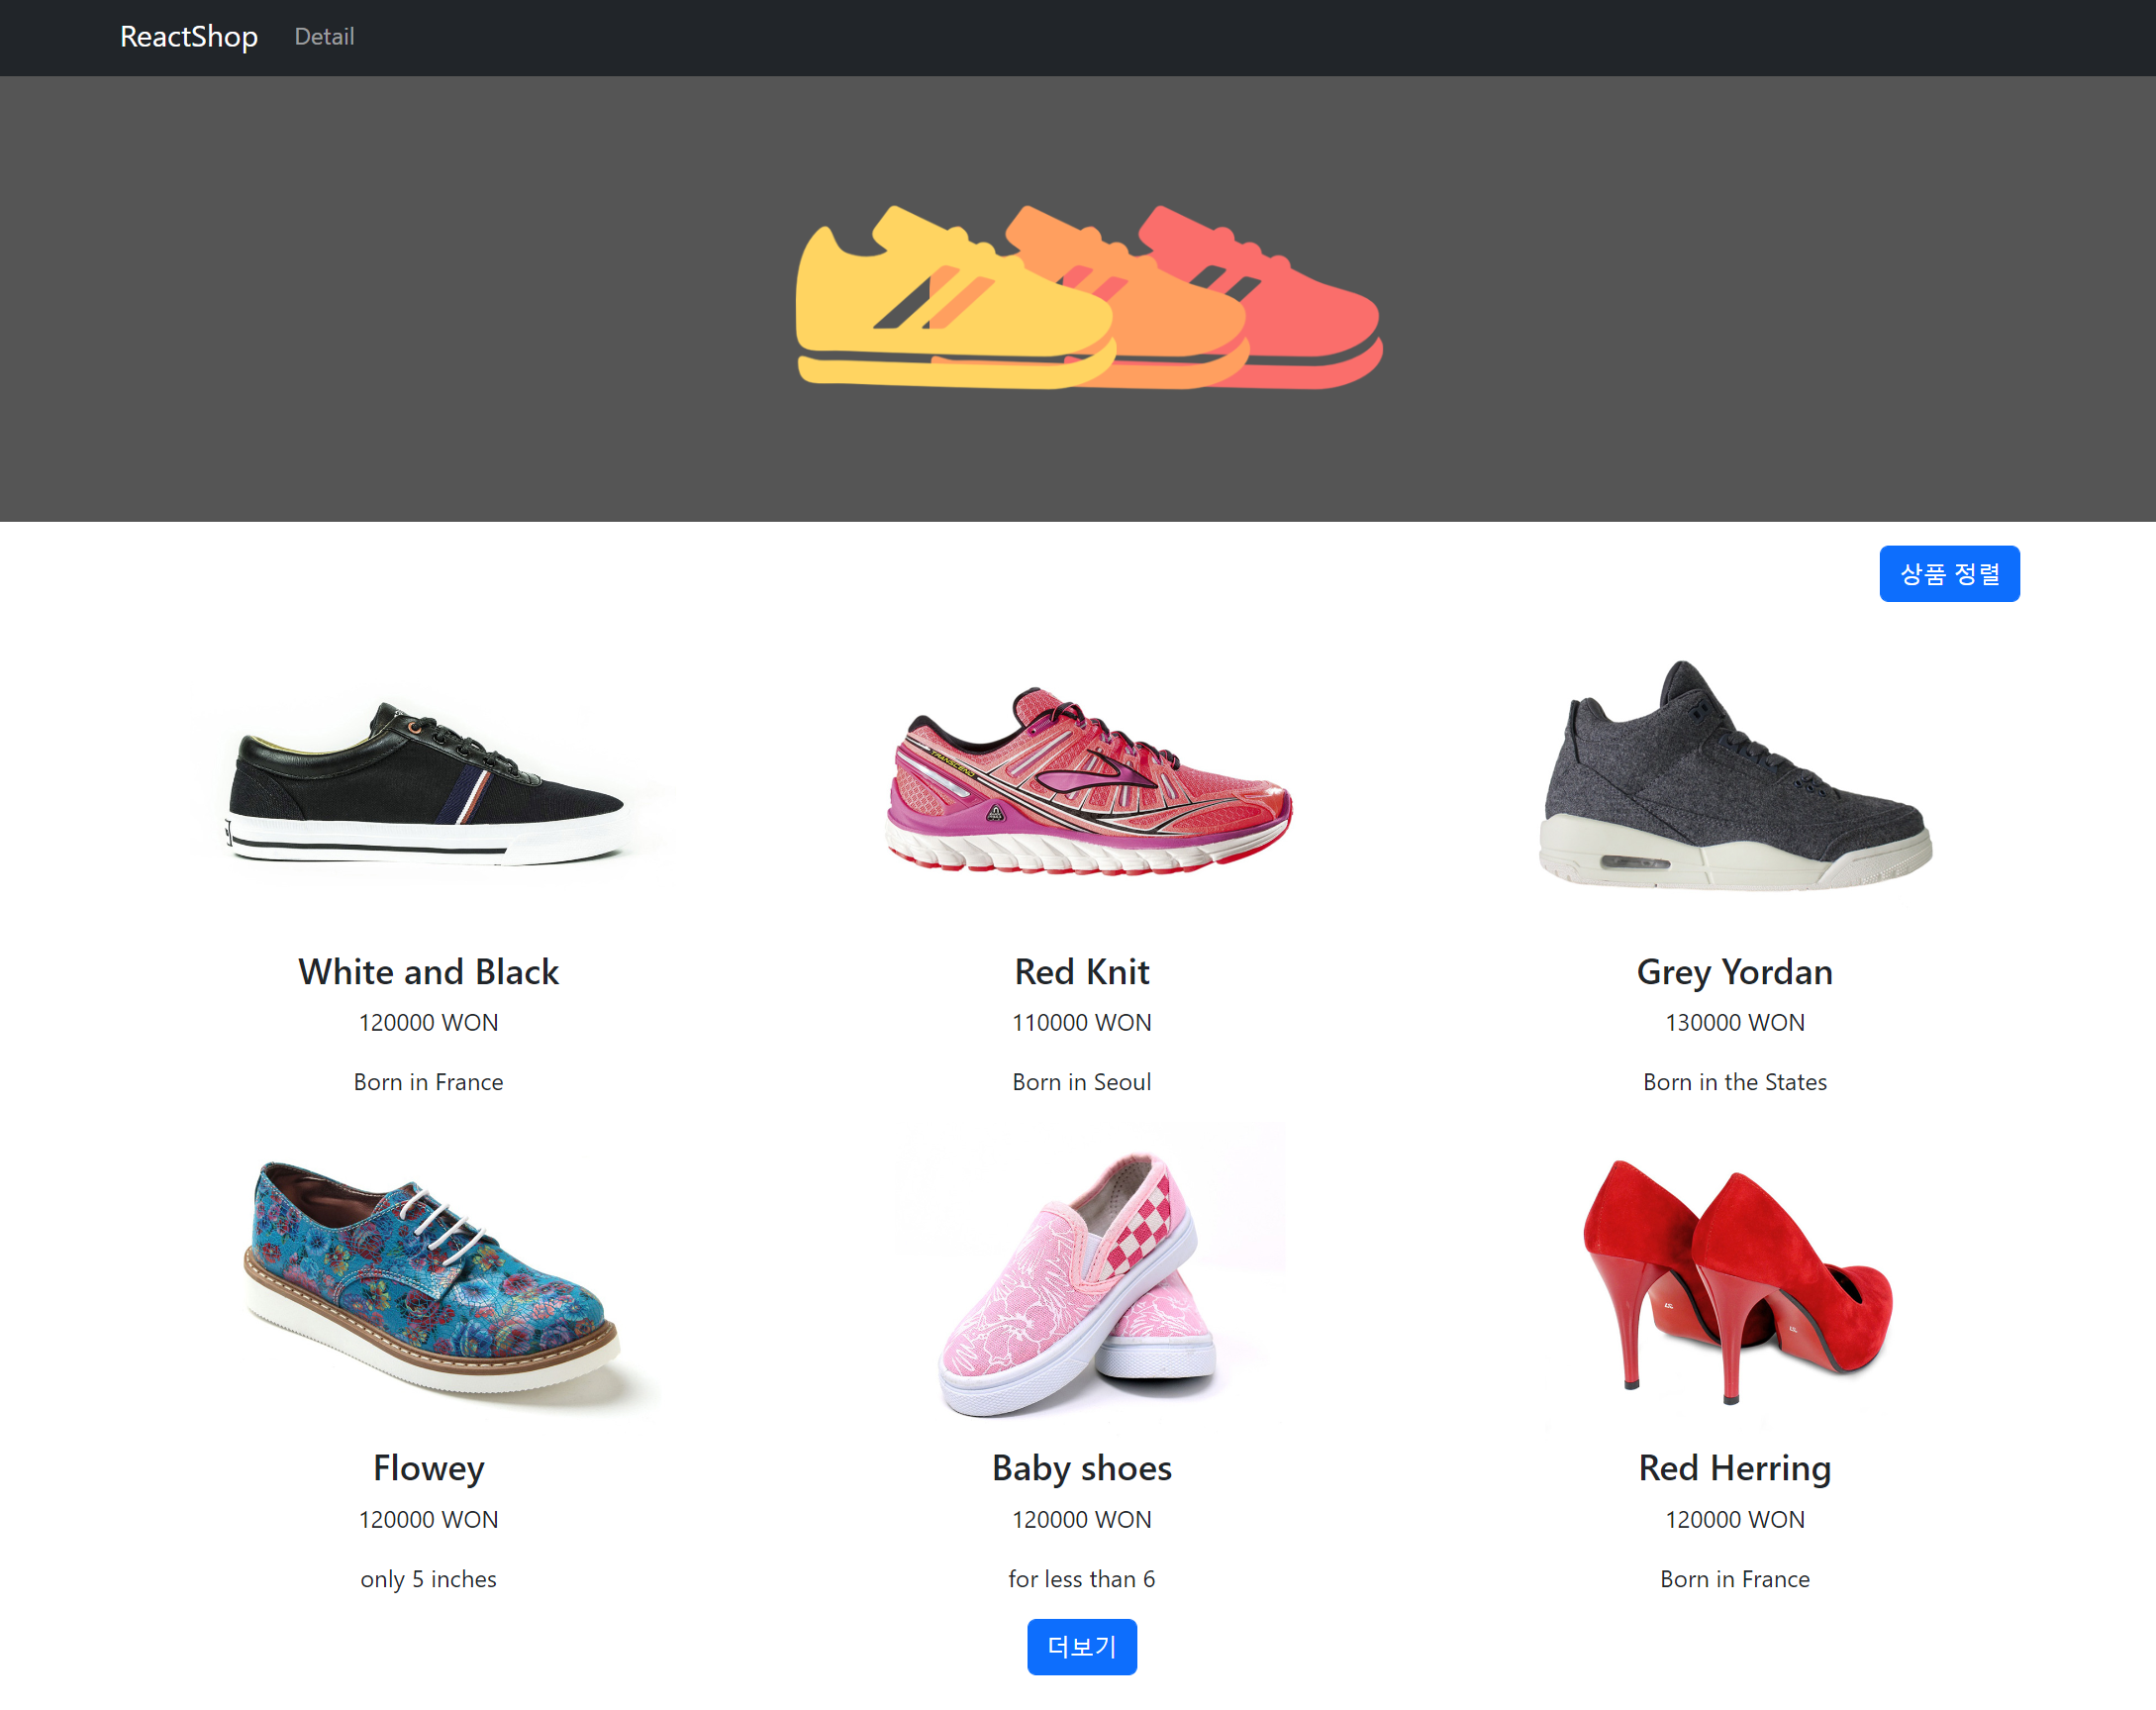 ReactShop Detail
상품 정렬
TRANSCEND
White and Black
120000 WON
Born in France
Red Knit
110000 WON
Born in Seoul
Grey Yordan
130000 WON
Born in the States
Flowey
120000 WON
only 5 inches
Baby shoes
120000 WON
for less than 6
Red Herring
120000 WON
Born in France
더보기